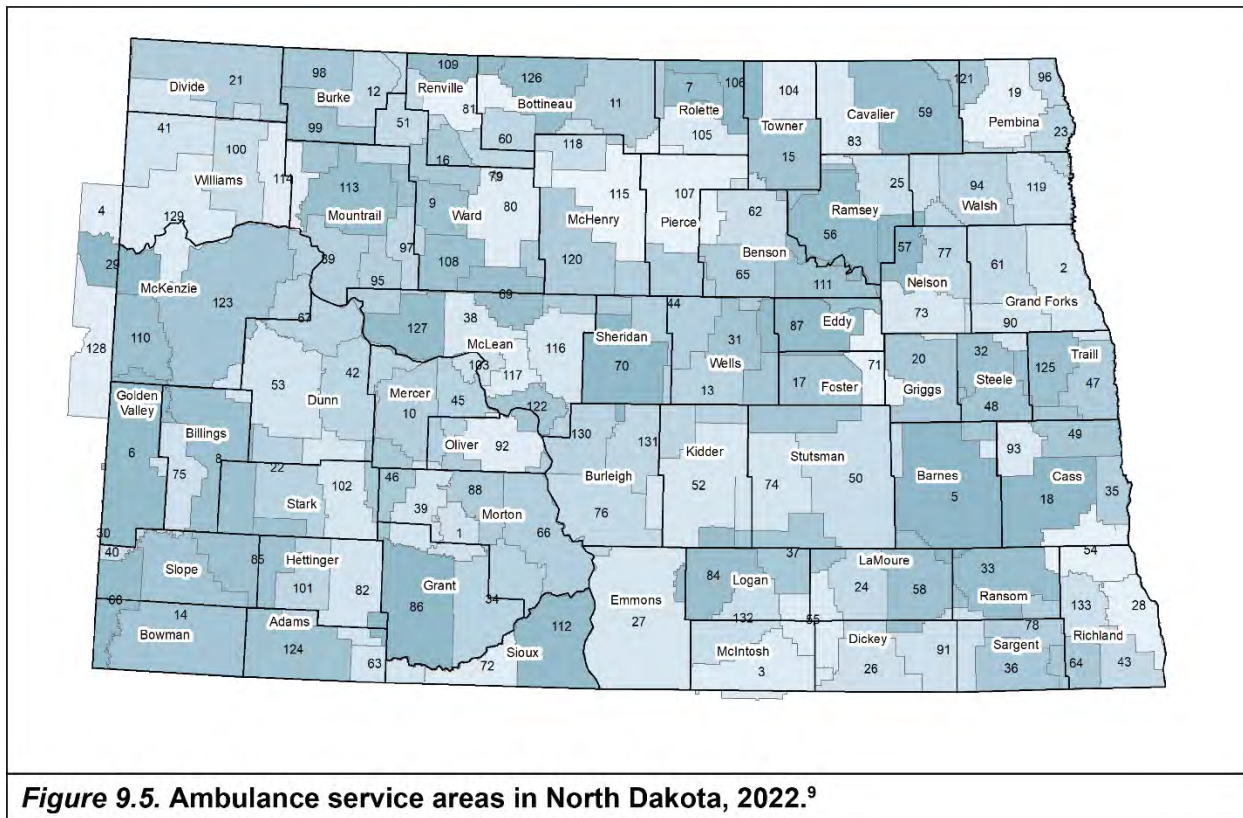 98
109
126
106
121
96
21
12
7
104
19
Divide
Burke
Renville
81
Bottineau
11
Rolette
Towner
Cavalier
59
Pembina
99
51
60
105
83
23
41
100
16
118
15
Williams
114
113
79
115
107
25
94
119
Mountrail
9
Ward
80
McHenry
Pierce
62
Ramsey
Walsh
4
129
97
56
57
77
29
89
108
120
Benson
61
2
McKenzie
95
65
111
Nelson
Grand Forks
123
69
44
73
67
127
38
87
Eddy
90
110
McLean
Sheridan
31
32
Traill
128
116
70
Wells
71
20
Steele
125
53
42
103
117
17
Foster
Griggs
47
Golden
Valley
Dunn
Mercer
45
13
48
10
122
Billings
Oliver
92
130
131
93
49
6
8
Burleigh
Kidder
Stutsman
Barnes
Cass
75
22
102
46
88
52
74
50
5
18
35
Stark
39
Morton
76
30
1
66
40
85
Hettinger
37
LaMoure
54
Slope
101
82
Grant
84
Logan
33
68
86
34
Emmons
24
58
Ransom
133
28
14
Adams
112
27
132
55
78
Richland
Bowman
124
63
Sioux
McIntosh
Dickey
91
Sargent
72
3
26
36
64
43
Figure 9.5. Ambulance service areas in North Dakota, 2022.⁹